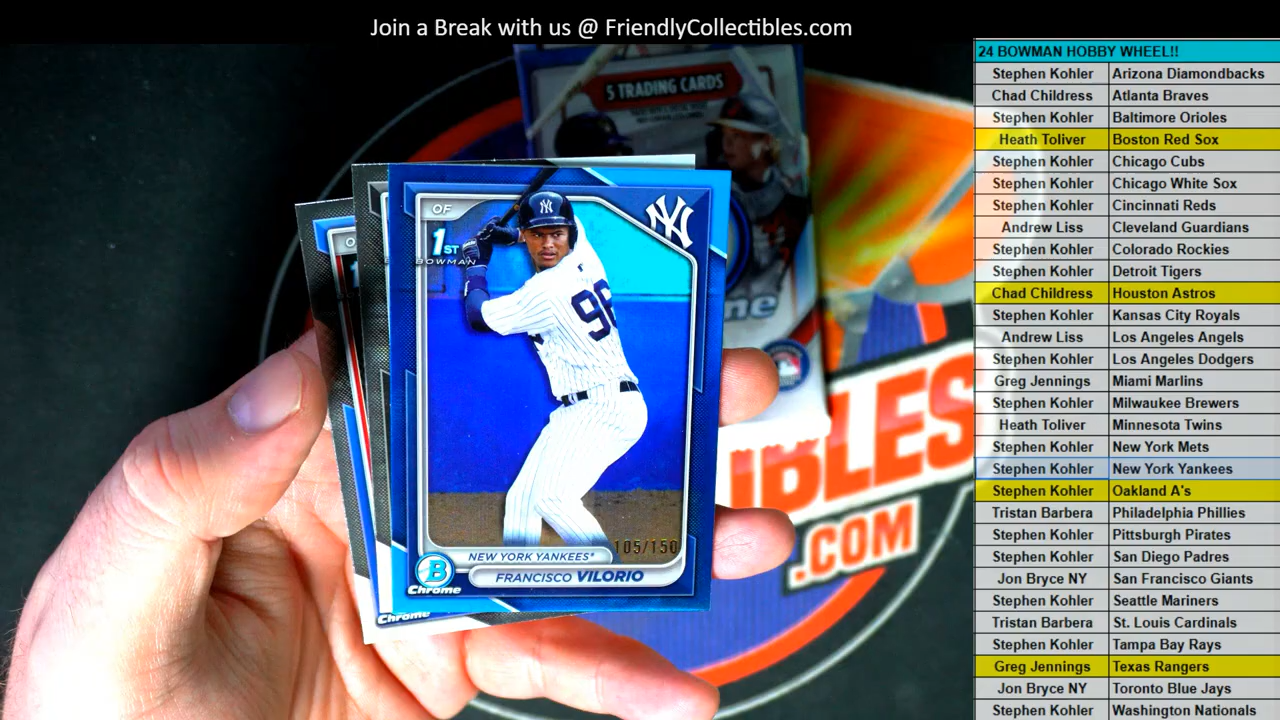 Join a Break with us @ FriendlyCollectibles.com
5 TRADING CARDS
OF
1ST
BOWMAN
NY
98
105/150
NEW YORK YANKEES*
FRANCISCO VILORIO
B
Chrome
Chrome
IBLES
.COM
24 BOWMAN HOBBY WHEEL!!
Stephen Kohler Arizona Diamondbacks
Chad Childress Atlanta Braves
Stephen Kohler Baltimore Orioles
Heath Toliver Boston Red Sox
Stephen Kohler Chicago Cubs
Stephen Kohler Chicago White Sox
Stephen Kohler Cincinati Reds
Andrew Liss Cleveland Guardians
Stephen Kohler Colorado Rockies
Stephen Kohler Detroit Tigers
Chad Childress Houston Astros
Stephen Kohler Kansas City Royals
Andrew Liss Los Angeles Angels
Stephen Kohler Los Angeles Dodgers
Greg Jennings Miami Marlins
Stephen Kohler Milwaukee Brewers
Heath Toliver Minnesota Twins
Stephen Kohler New York Mets
Stephen Kohler New York Yankees
Stephen Kohler Oakland A's
Tristan Barbera Philadelphia Phillies
Stephen Kohler Pittsburgh Pirates
Stephen Kohler San Diego Padres
Jon Bryce NY San Francisco Giants
Stephen Kohler Seattle Mariners
Tristan Barbera St. Louis Cardinals
Stephen Kohler Tampa Bay Rays
Greg Jennings Texas Rangers
Jon Bryce NY Toronto Blue Jays
Stephen Kohler Washington Nationals